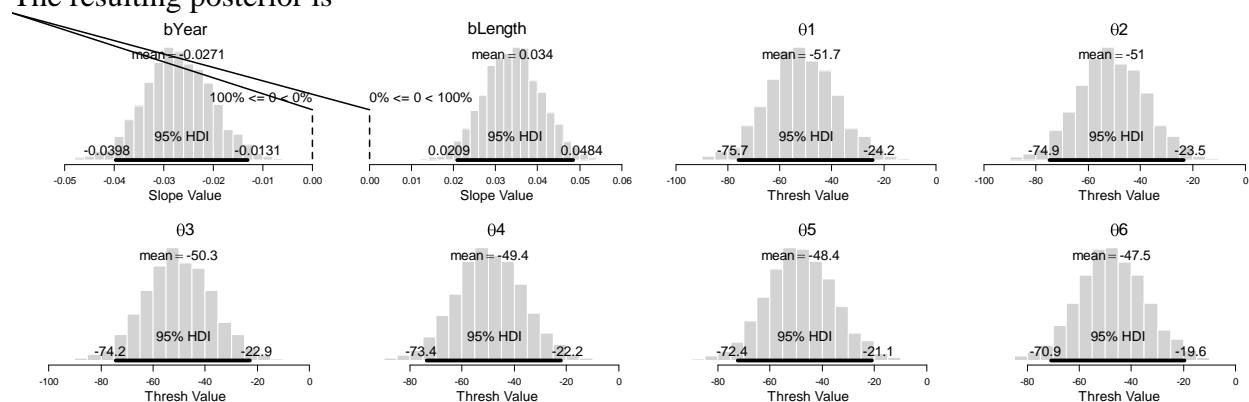 The resulting posterior is
bYear
mean = -0.0271
100% <= 0 < 0%
95% HDI
-0.0398 -0.0131
-0.05 -0.04 -0.03 -0.02 -0.01 0.00
Slope Value
bLength
mean = 0.034
0% <= 0 < 100%
95% HDI
0.0209 0.0484
0.00 0.01 0.02 0.03 0.04 0.05 0.06
Slope Value
θ1
mean = -51.7
95% HDI
-75.7 -24.2
-100 -80 -60 -40 -20 0
Thresh Value
θ2
mean = -51
95% HDI
-74.9 -23.5
-100 -80 -60 -40 -20 0
Thresh Value
θ3
mean = -50.3
95% HDI
-74.2 -22.9
-100 -80 -60 -40 -20 0
Thresh Value
θ4
mean = -49.4
95% HDI
-73.4 -22.2
-80 -60 -40 -20 0
Thresh Value
θ5
mean = -48.4
95% HDI
-72.4 -21.1
-80 -60 -40 -20 0
Thresh Value
θ6
mean = -47.5
95% HDI
-70.9 -19.6
-80 -60 -40 -20 0
Thresh Value